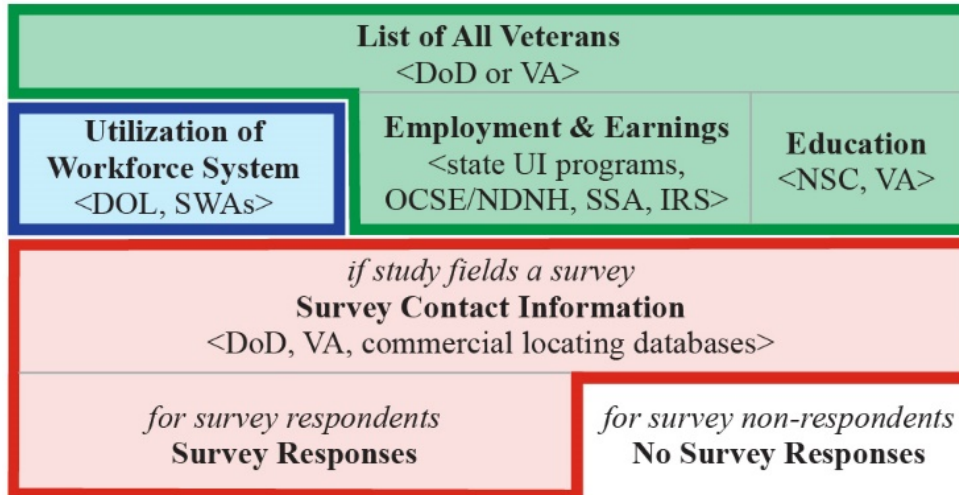 List of All Veterans
<DoD or VA>
Utilization of
Workforce System
<DOL, SWAs>
Employment & Earnings
<state UI programs,
OCSE/NDNH, SSA, IRS>
Education
<NSC, VA>
if study fields a survey
Survey Contact Information
<DoD, VA, commercial locating databases>
for survey respondents
Survey Responses
for survey non-respondents
No Survey Responses